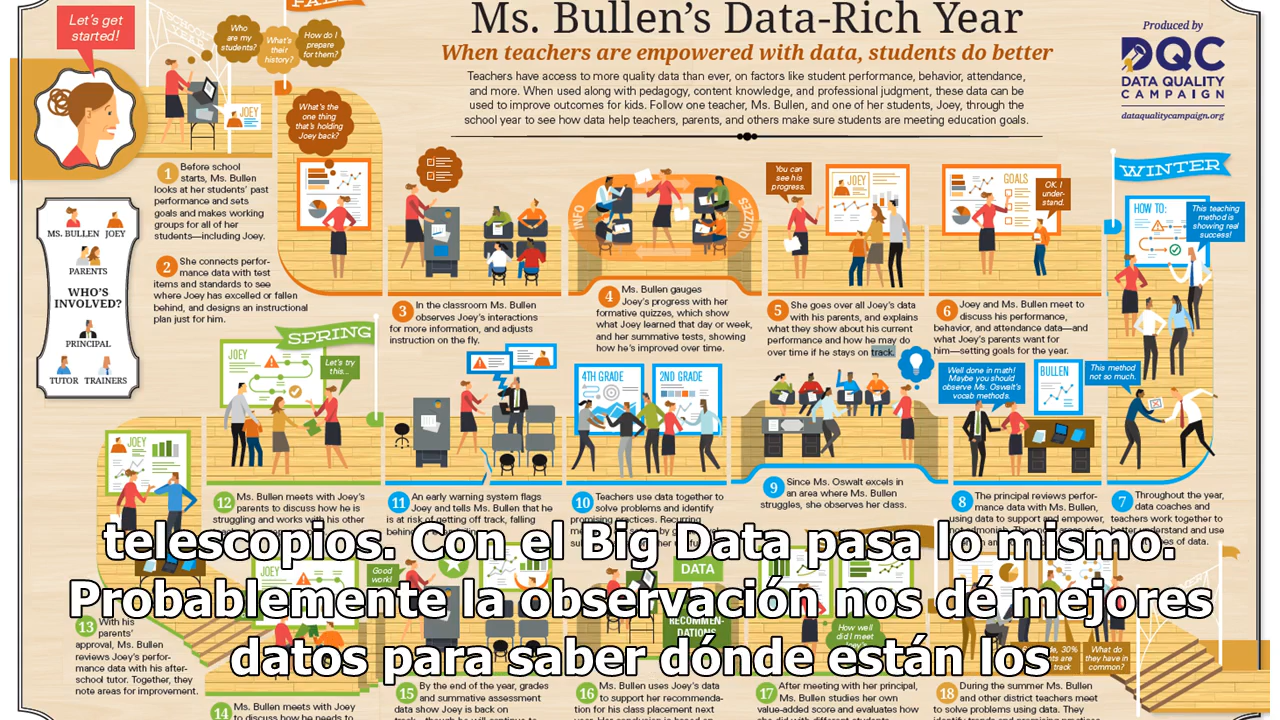 Let's get
started!
FALL
Who
are my
students?
What's
their
history?
How do I
prepare
for them?
JOEY
Ms. Bullen's Data-Rich Year
When teachers are empowered with data, students do better
Teachers have access to more quality data than ever, on factors like student performance, behavior, attendance,
and more. When used along with pedagogy, content knowledge, and professional judgment, these data can be
used to improve outcomes for kids. Follow one teacher, Ms. Bullen, and one of her students, Joey, through the
school year to see how data help teachers, parents, and others make sure students are meeting education goals.
Produced by
DQC
DATA QUALITY
CAMPAIGN
dataqualitycampaign.org
What's the
one thing
that's holding
Joey back?
1 Before school
starts, Ms. Bullen
looks at her students' past
performance and sets
goals and makes working
groups for all of her
students—including Joey.
2 She connects perfor-
mance data with test
items and standards to see
where Joey has excelled or fallen
behind, and designs an instructional
plan just for him.
MS. BULLEN JOEY
PARENTS
WHO'S
INVOLVED?
PRINCIPAL
TUTOR TRAINERS
3 In the classroom Ms. Bullen
observes Joey's interactions
for more information, and adjusts
instruction on the fly.
INFO
QUIZZES
4 Ms. Bullen gauges
Joey's progress with her
formative quizzes, which show
what Joey learned that day or week,
and her summative tests, showing
how he's improved over time.
You can
see his
progress.
JOEY
5 She goes over all Joey's data
with his parents, and explains
what they show about his current
performance and how he may do
over time if he stays on track.
GOALS
OK. I
under-
stand.
6 Joey and Ms. Bullen meet to
discuss his performance,
behavior, and attendance data—and
what Joey's parents want for
him—setting goals for the year.
WINTER
HOW TO:
This teaching
method is
showing real
success!
This method
not so much.
7 Throughout the year,
data coaches and
teachers work together to
better understand and use
Well done in math!
Maybe you should
observe Ms. Oswalt's
vocab methods.
BULLEN
8 The principal reviews perfor-
mance data with Ms. Bullen,
using data to support and empower,
9 Since Ms. Oswalt excels in
an area where Ms. Bullen
struggles, she observes her class.
4TH GRADE
2ND GRADE
10 Teachers use data together to
solve problems and identify
promising practices. Recurring
11 An early warning system flags
Joey and tells Ms. Bullen that he
is at risk of getting off track, falling
SPRING
JOEY
Let's try
this...
12 Ms. Bullen meets with Joey's
parents to discuss how he is
struggling and works with his other
JOEY
telescopios. Con el Big Data pasa lo mismo.
Probablemente la observación nos dé mejores
datos para saber dónde están los
13 With his
parents'
approval, Ms. Bullen
reviews Joey's perfor-
mance data with his after-
school tutor. Together, they
note areas for improvement.
JOEY
Good
work!
DATA
RECOMMEN-
DATIONS
How well
did I meet
What do
they have in
common?
14 Ms. Bullen meets with Joey
to discuss how he needs to
15 By the end of the year, grades
and summative assessment
data show Joey is back on
16 Ms. Bullen uses Joey's data
to support her recommenda-
tion for his class placement next
17 After meeting with her principal,
Ms. Bullen studies her own
value-added score and evaluates how
18 During the summer Ms. Bullen
and other district teachers meet
to solve problems using data. They